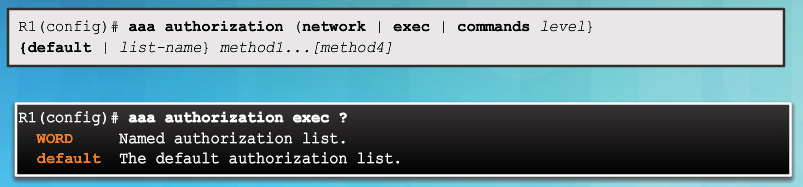 R1(config)# aaa authorization (network | exec | commands level}
{default | list-name} method1...[method4]
R1(config)# aaa authorization exec ?
WORD Named authorization list.
default The default authorization list.